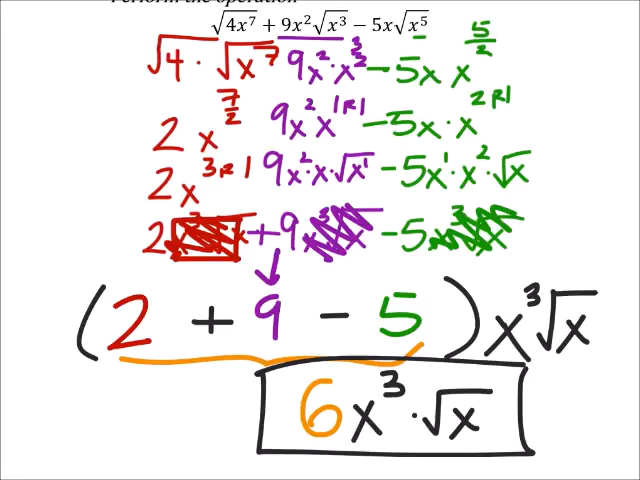 Perform the operation
√4x⁷ + 9x²√x³ − 5x√x⁵
√4 · √x⁷ 9x² · x^3/2 − 5x x^5/2
2 x^7/2 9x² x^1R1 − 5x · x^2R1
2x^3R1 9x² · x · √x¹ − 5x¹ · x² · √x
2 + 9 − 5
(2 + 9 − 5) x³√x
6x³ · √x